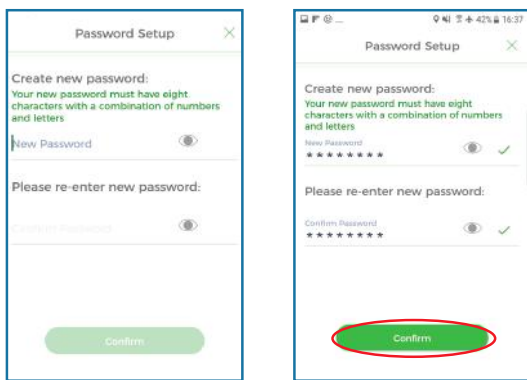 Password Setup
Create new password:
Your new password must have eight
characters with a combination of numbers
and letters
New Password
Please re-enter new password:
Confirm Password
Confirm
42% 16:37
Password Setup
Create new password:
Your new password must have eight
characters with a combination of numbers
and letters
New Password
********
Please re-enter new password:
Confirm Password
********
Confirm